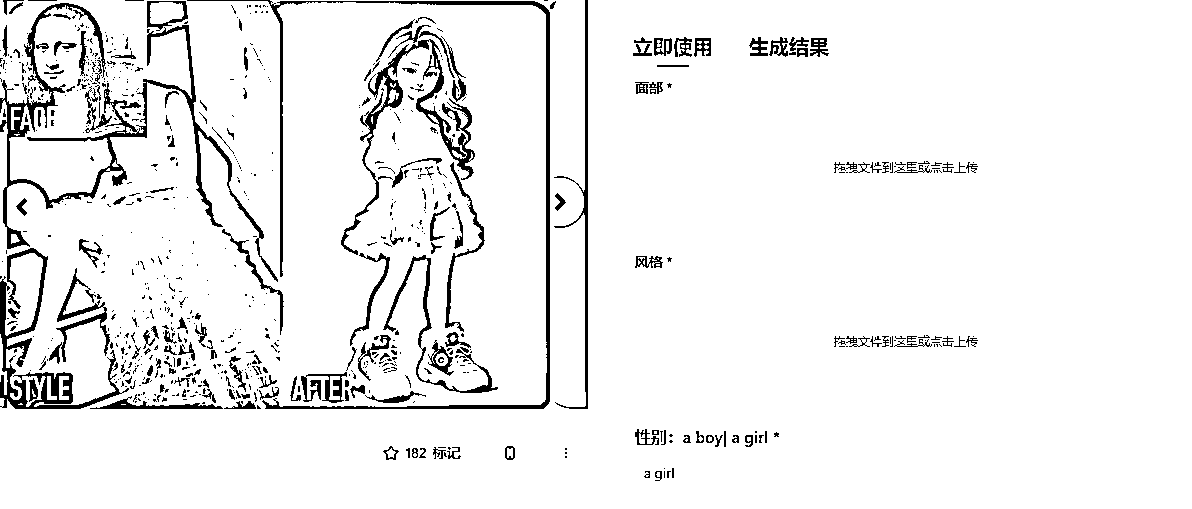 FACE
STYLE
AFTER
182 标记
立即使用 生成结果
面部 *
拖拽文件到这里或点击上传
风格 *
拖拽文件到这里或点击上传
性别： a boy| a girl *
a girl